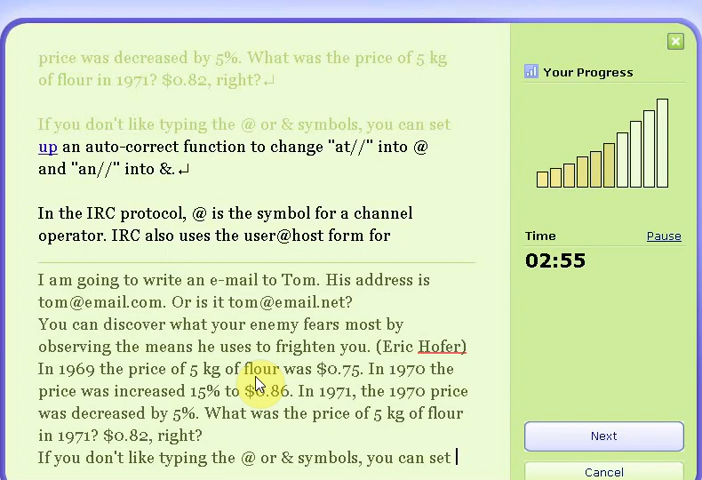 price was decreased by 5%. What was the price of 5 kg
of flour in 1971? $0.82, right?↵
If you don't like typing the @ or & symbols, you can set
up an auto-correct function to change "at//" into @
and "an//" into &.↵
In the IRC protocol, @ is the symbol for a channel
operator. IRC also uses the user@host form for
I am going to write an e-mail to Tom. His address is
tom@email.com. Or is it tom@email.net?
You can discover what your enemy fears most by
observing the means he uses to frighten you. (Eric Hofer)
In 1969 the price of 5 kg of flour was $0.75. In 1970 the
price was increased 15% to $0.86. In 1971, the 1970 price
was decreased by 5%. What was the price of 5 kg of flour
in 1971? $0.82, right?
If you don't like typing the @ or & symbols, you can set
Your Progress
Time
Pause
02:55
Next
Cancel